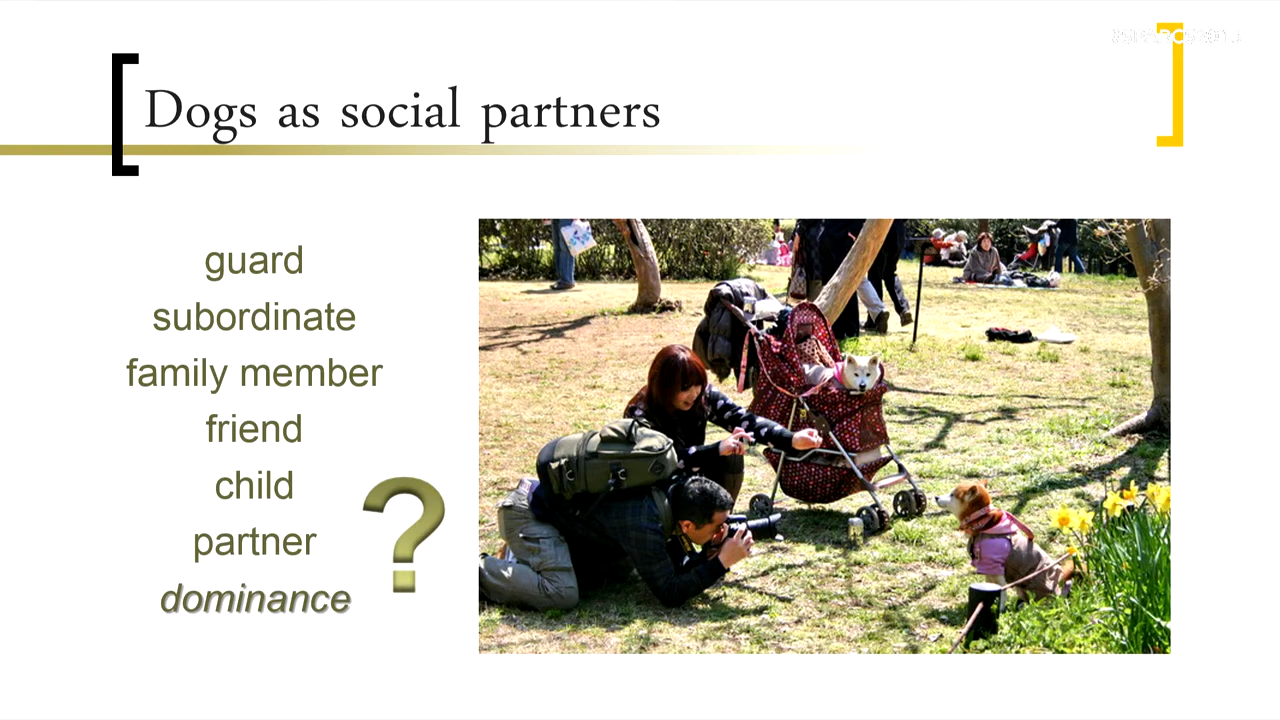 Dogs as social partners
guard
subordinate
family member
friend
child
partner
dominance
?